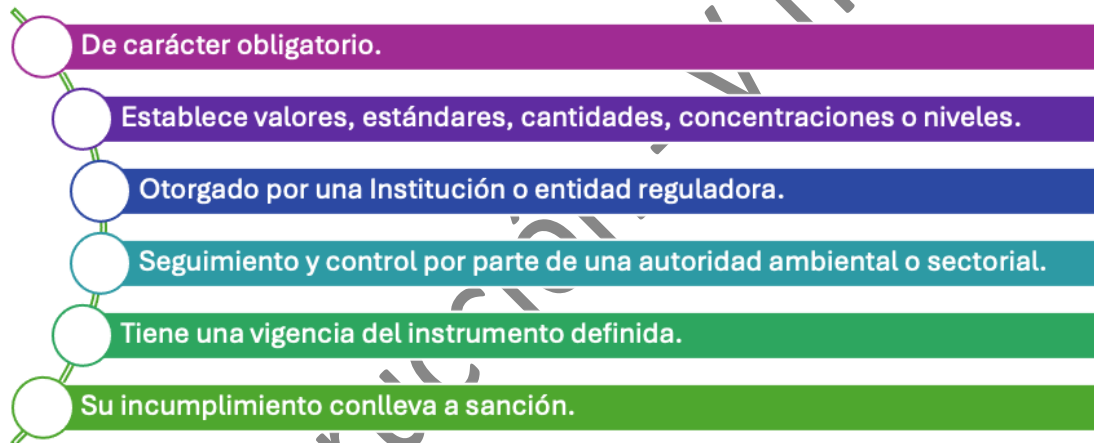 De carácter obligatorio.
Establece valores, estándares, cantidades, concentraciones o niveles.
Otorgado por una Institución o entidad reguladora.
Seguimiento y control por parte de una autoridad ambiental o sectorial.
Tiene una vigencia del instrumento definida.
Su incumplimiento conlleva a sanción.